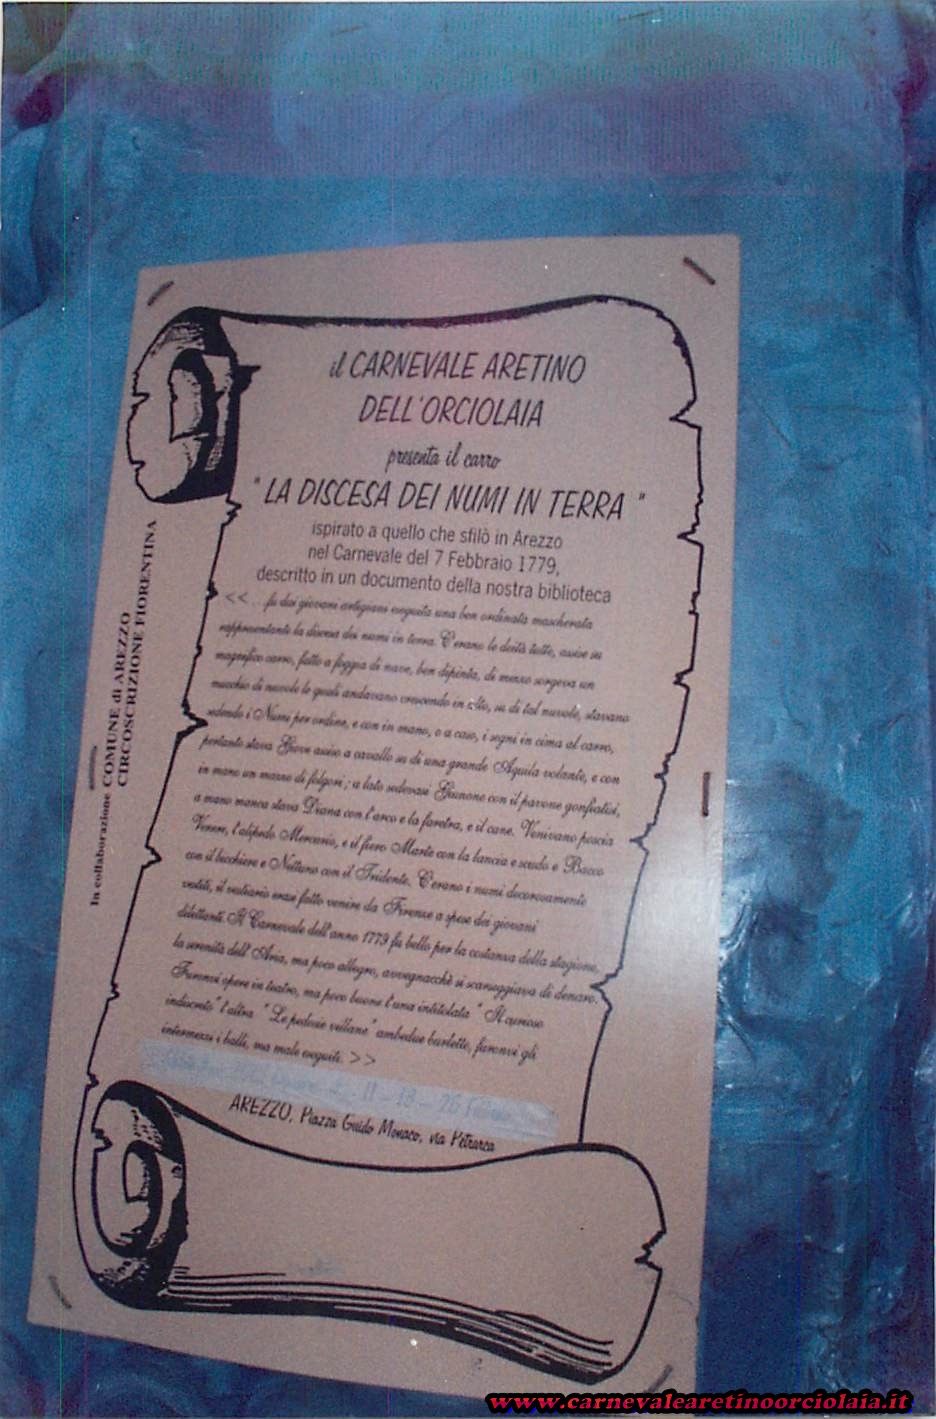 il CARNEVALE ARETINO
DELL'ORCIOLAIA
presenta il carro
" LA DISCESA DEI NUMI IN TERRA "
ispirato a quello che sfilò in Arezzo
nel Carnevale del 7 Febbraio 1779,
descritto in un documento della nostra biblioteca
<< ... fu dai giovani artigiani eseguita una ben ordinata mascherata
rappresentante la discesa dei numi in terra. C'erano le deità tutte, assise su
magnifico carro, fatto a foggia di nave, ben dipinta, di mezzo sorgeva un
mucchio di nuvole le quali andavano crescendo in alto, su di tal nuvole, stavano
sedendo i Numi per ordine, e con in mano, o a caso, i segni in cima al carro,
pertanto stava Giove assiso a cavallo su di una grande Aquila volante, e con
in mano un mazzo di folgori; a lato sedevasi Giunone con il pavone gonfiatosi,
a mano manca stava Diana con l'arco e la faretra, e il cane. Venivano poscia
Venere, l'alipedo Mercurio, e il fiero Marte con la lancia e scudo e Bacco
con il bicchiere e Nettuno con il Tridente. C'erano i numi decorosamente
vestiti, il vestiario erasi fatto venire da Firenze a spese dei giovani
dilettanti. Il Carnevale dell'anno 1779 fu bello per la costanza della stagione,
la serenità dell'Aria, ma poco allegro, avvegnacchè si scarseggiava di denaro.
Furonvi opere in teatro, ma poco buone l'una intitolata " Il curioso
indiscreto" l'altra " Le gelosie villane" ambedue burlette, furonvi gli
intermezzi i balli, ma male eseguiti. >>
11 - 18 - 26
AREZZO, Piazza Guido Monaco, via Petrarca
In collaborazione COMUNE di AREZZO
CIRCOSCRIZIONE FIORENTINA
www.carnevalearetinoorciolaia.it